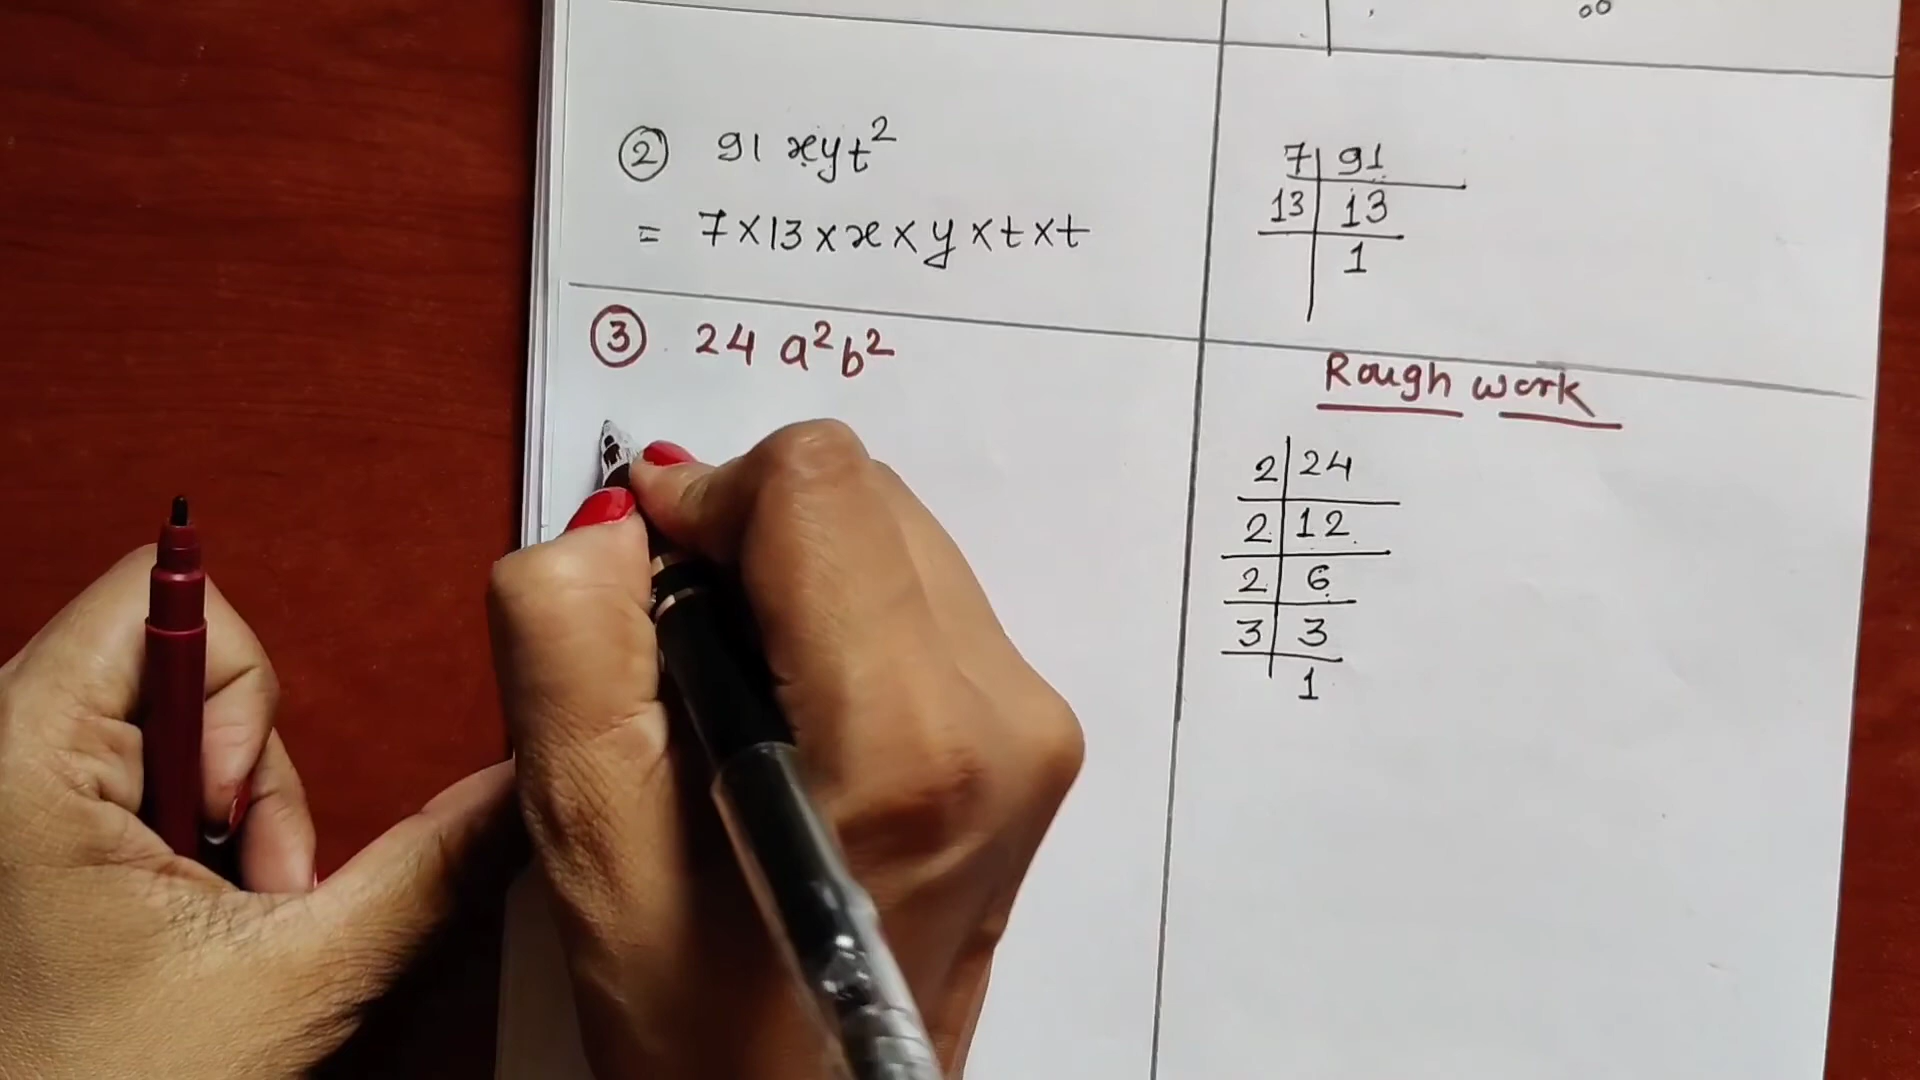 ② 91 xyt²
= 7×13×x×y×t×t
7 | 91
13 | 13
1
③ 24 a²b²
Rough work
2 | 24
2 | 12
2 | 6
3 | 3
1